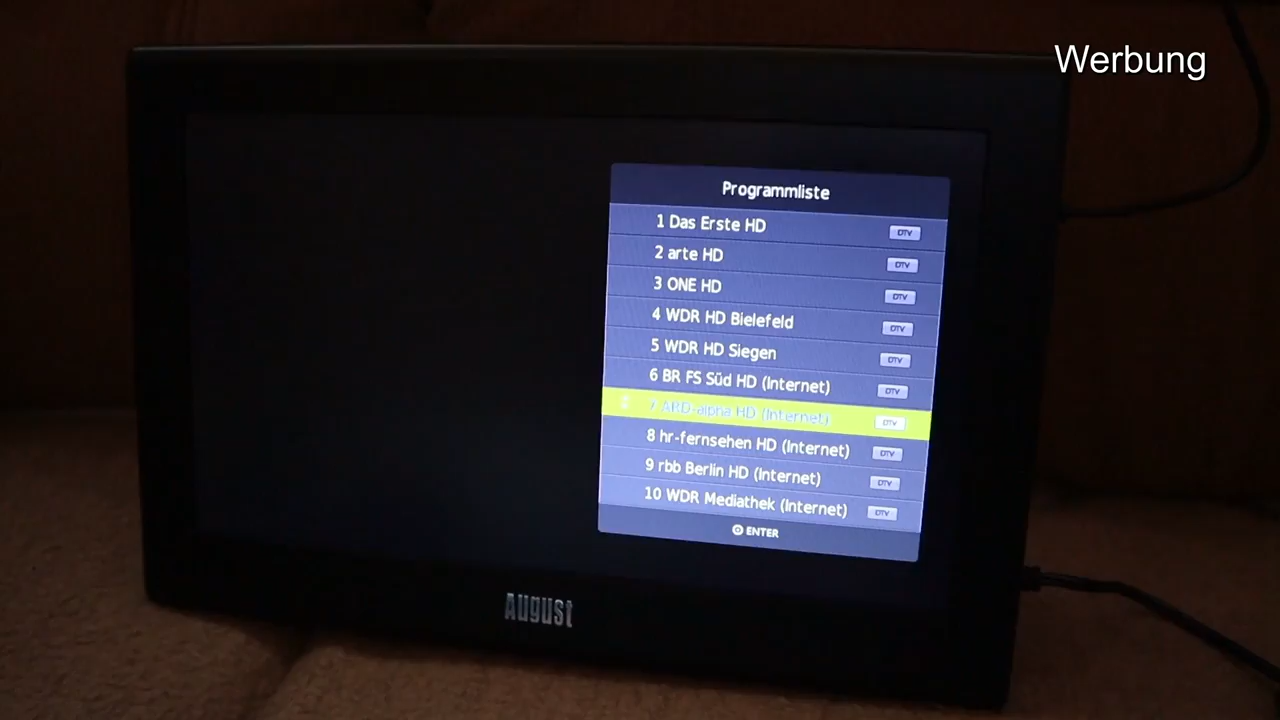 Werbung
Programmliste
1 Das Erste HD DTV
2 arte HD DTV
3 ONE HD DTV
4 WDR HD Bielefeld DTV
5 WDR HD Siegen DTV
6 BR FS Süd HD (Internet) DTV
7 ARD-alpha HD (Internet) DTV
8 hr-fernsehen HD (Internet) DTV
9 rbb Berlin HD (Internet) DTV
10 WDR Mediathek (Internet) DTV
ENTER
August